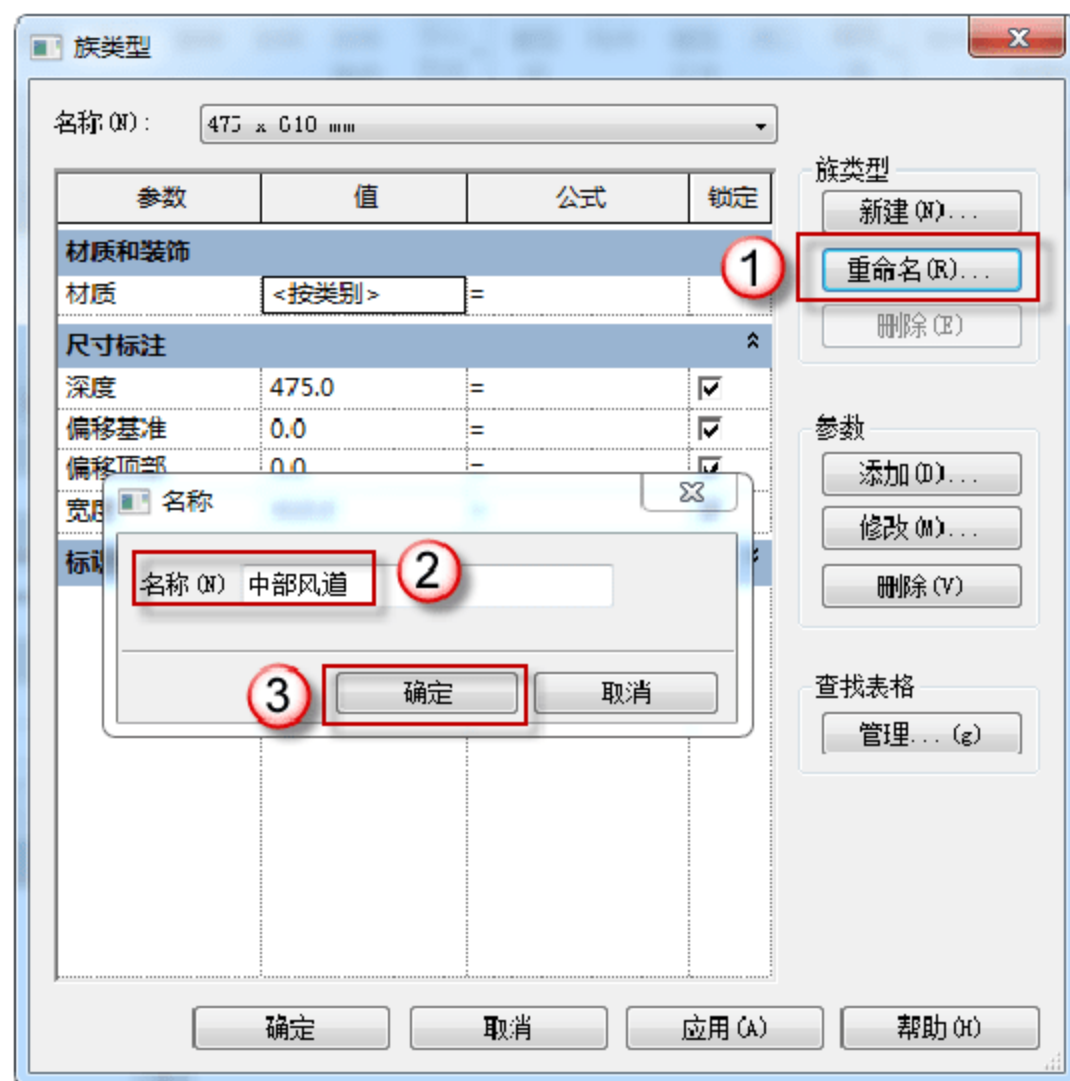 族类型
名称(N): 475 x 610 mm
族类型
参数 值 公式 锁定
新建(N)...
材质和装饰
① 重命名(R)...
材质 <按类别> =
删除(E)
尺寸标注
深度 475.0 =
偏移基准 0.0 =
参数
偏移顶部 0.0 =
添加(D)...
名称
修改(M)...
名称(N) 中部风道 ②
删除(V)
③ 确定 取消
查找表格
管理...(g)
确定 取消 应用(A) 帮助(H)